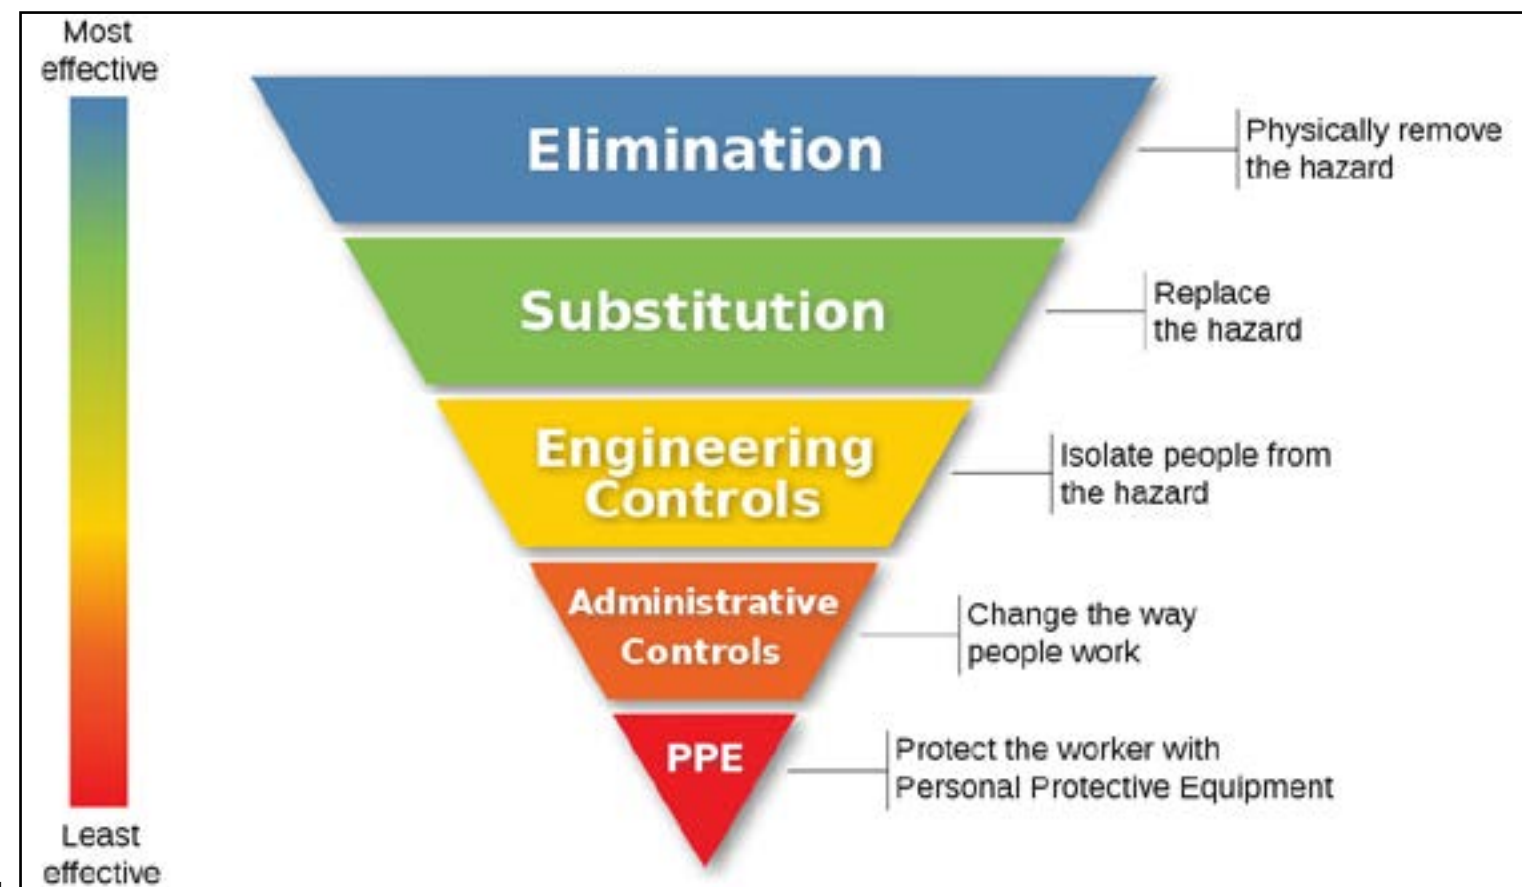 Most
effective
Elimination
Physically remove
the hazard
Substitution
Replace
the hazard
Engineering
Controls
Isolate people from
the hazard
Administrative
Controls
Change the way
people work
PPE
Protect the worker with
Personal Protective Equipment
Least
effective